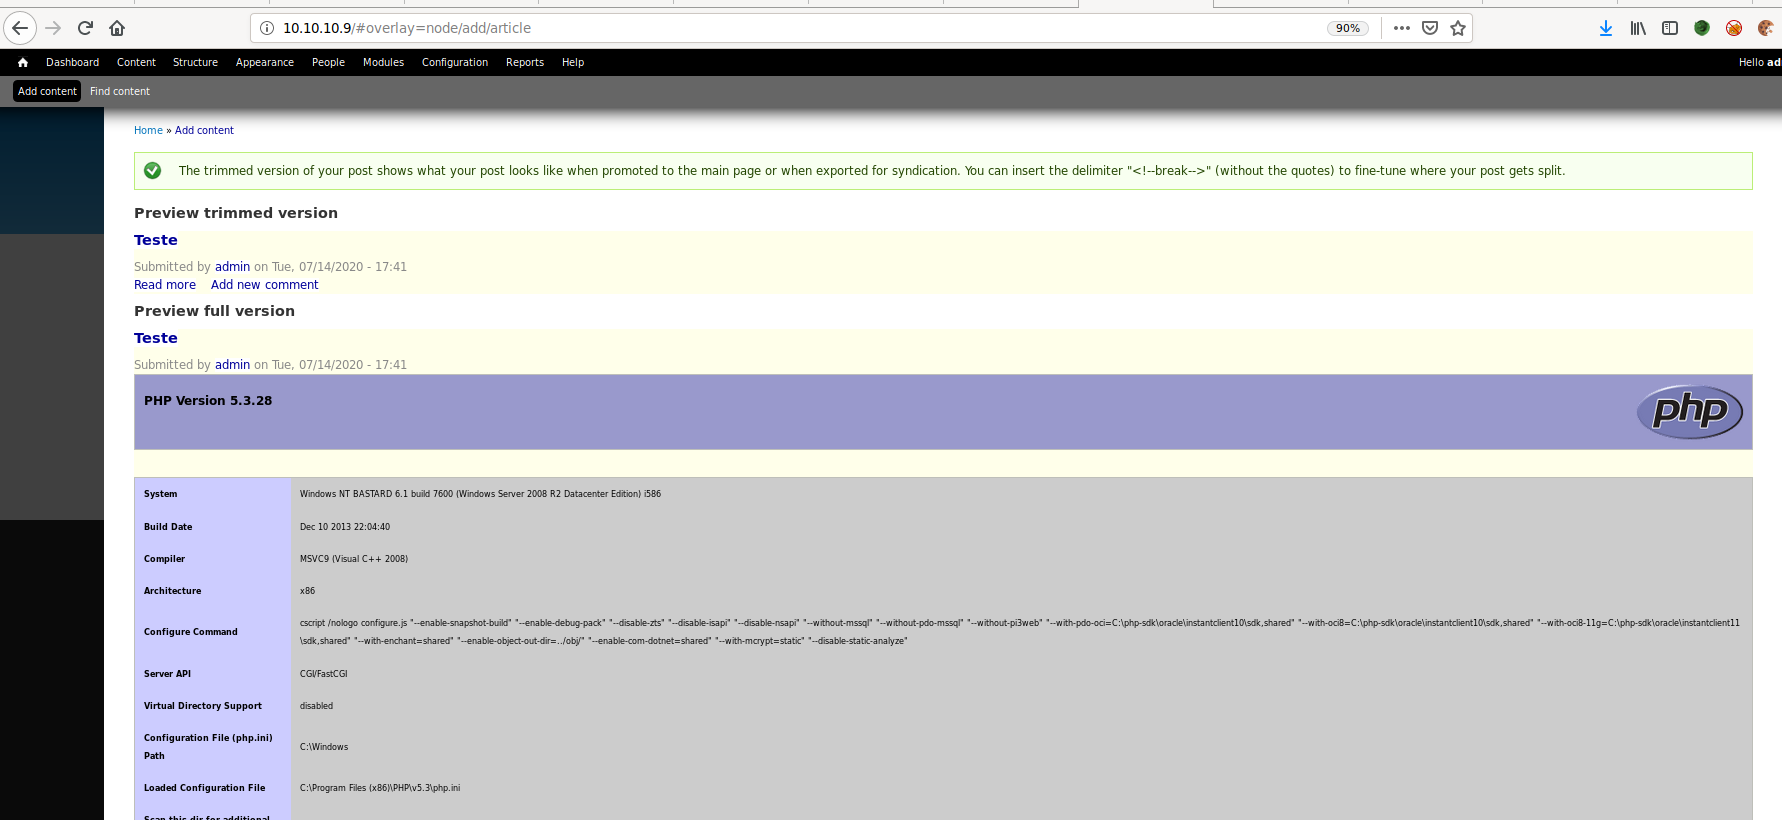 10.10.10.9/#overlay=node/add/article
90%
Dashboard Content Structure Appearance People Modules Configuration Reports Help
Hello ad
Add content Find content
Home » Add content
The trimmed version of your post shows what your post looks like when promoted to the main page or when exported for syndication. You can insert the delimiter "<!--break-->" (without the quotes) to fine-tune where your post gets split.
Preview trimmed version
Teste
Submitted by admin on Tue, 07/14/2020 - 17:41
Read more Add new comment
Preview full version
Teste
Submitted by admin on Tue, 07/14/2020 - 17:41
PHP Version 5.3.28
php
System Windows NT BASTARD 6.1 build 7600 (Windows Server 2008 R2 Datacenter Edition) i586
Build Date Dec 10 2013 22:04:40
Compiler MSVC9 (Visual C++ 2008)
Architecture x86
Configure Command cscript /nologo configure.js "--enable-snapshot-build" "--enable-debug-pack" "--disable-zts" "--disable-isapi" "--disable-nsapi" "--without-mssql" "--without-pdo-mssql" "--without-pi3web" "--with-pdo-oci=C:\php-sdk\oracle\instantclient10\sdk,shared" "--with-oci8=C:\php-sdk\oracle\instantclient10\sdk,shared" "--with-oci8-11g=C:\php-sdk\oracle\instantclient11
\sdk,shared" "--with-enchant=shared" "--enable-object-out-dir=../obj/" "--enable-com-dotnet=shared" "--with-mcrypt=static" "--disable-static-analyze"
Server API CGI/FastCGI
Virtual Directory Support disabled
Configuration File (php.ini)
Path C:\Windows
Loaded Configuration File C:\Program Files (x86)\PHP\v5.3\php.ini
Scan this dir for additional